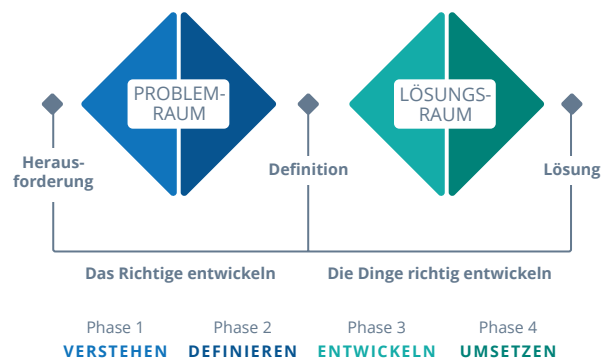 PROBLEM-
RAUM
LÖSUNGS-
RAUM
Heraus-
forderung
Definition
Lösung
Das Richtige entwickeln
Die Dinge richtig entwickeln
Phase 1
VERSTEHEN
Phase 2
DEFINIEREN
Phase 3
ENTWICKELN
Phase 4
UMSETZEN